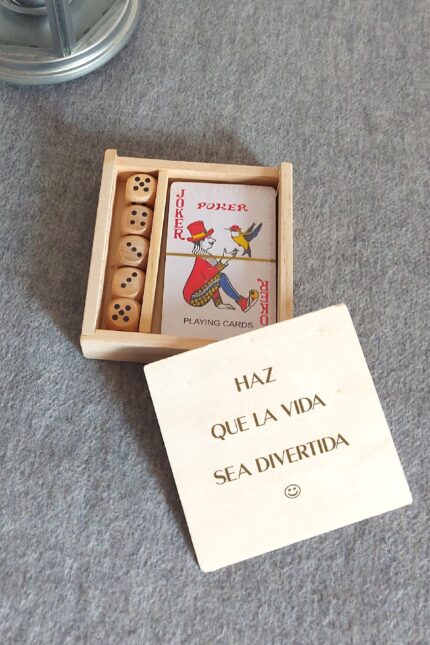 JOKER
POKER
JOKER
PLAYING CARDS
HAZ
QUE LA VIDA
SEA DIVERTIDA